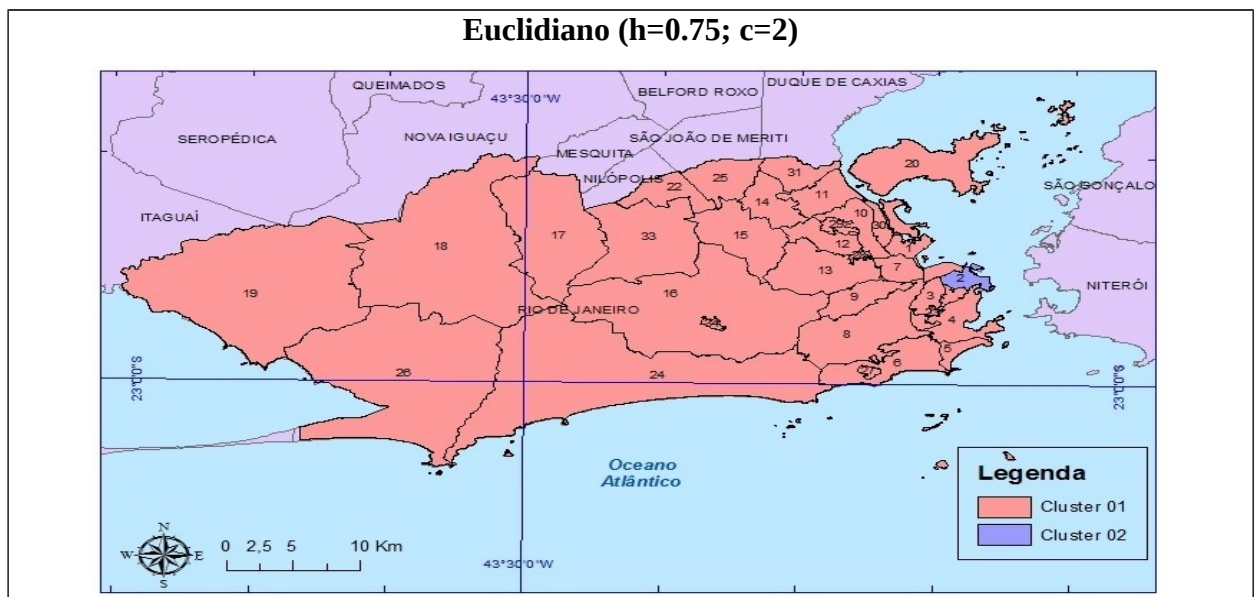 Euclidiano (h=0.75; c=2)
DUQUE DE CAXIAS
QUEIMADOS
BELFORD ROXO
43°30'0"W
SEROPÉDICA
NOVA IGUAÇU
SÃO JOÃO DE MERITI
MESQUITA
20
31
NILÓPOLIS
25
22
SÃO GONÇALO
11
14
ITAGUAÍ
10
30
17
33
15
12
1
18
13
7
2
NITERÓI
19
16
9
3
RIO DE JANEIRO
4
8
5
6
27
26
24
23°0'0"S
23°0'0"S
Oceano
Atlântico
Legenda
Cluster 01
Cluster 02
N
W
E
S
0 2,5 5 10 Km
43°30'0"W